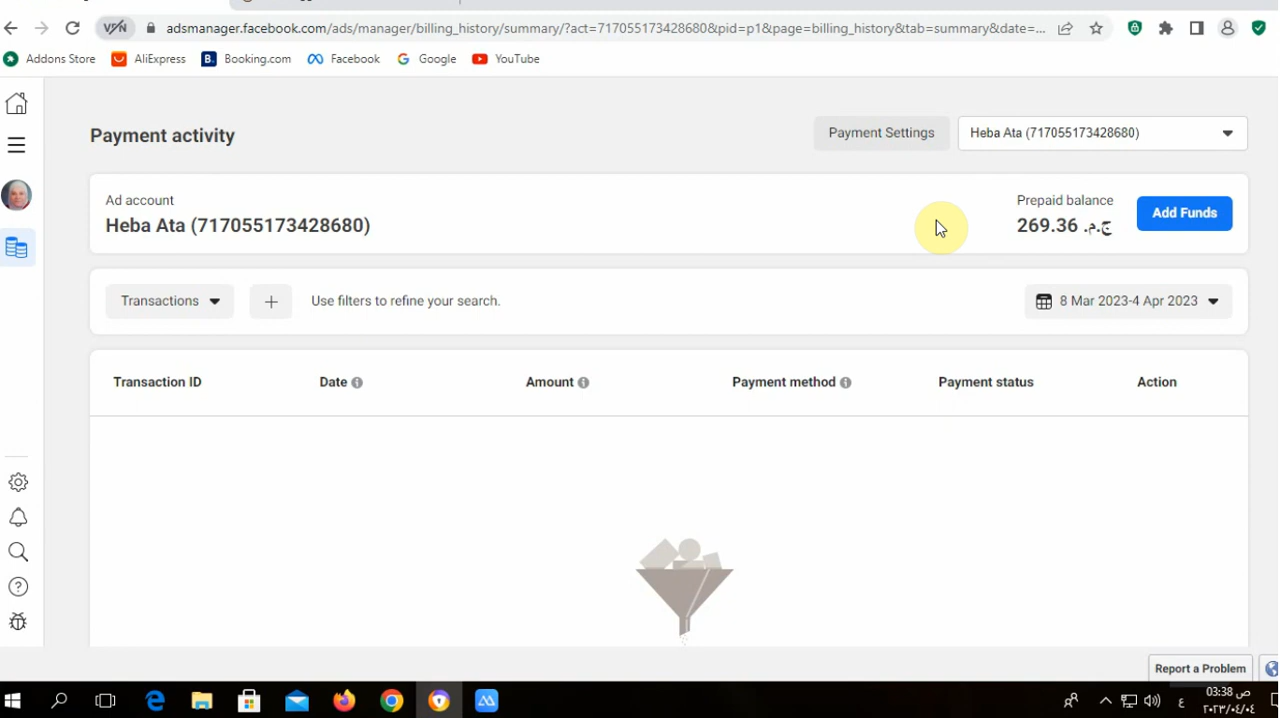 VPN adsmanager.facebook.com/ads/manager/billing_history/summary/?act=717055173428680&pid=p1&page=billing_history&tab=summary&date=...
Addons Store AliExpress Booking.com Facebook Google YouTube
Payment activity
Payment Settings
Heba Ata (717055173428680)
Ad account
Heba Ata (717055173428680)
Prepaid balance
269.36 ج.م.
Add Funds
Transactions
Use filters to refine your search.
8 Mar 2023-4 Apr 2023
Transaction ID Date Amount Payment method Payment status Action
Report a Problem
ع
03:38 ص
٢٠٢٣/٠٤/٠٤